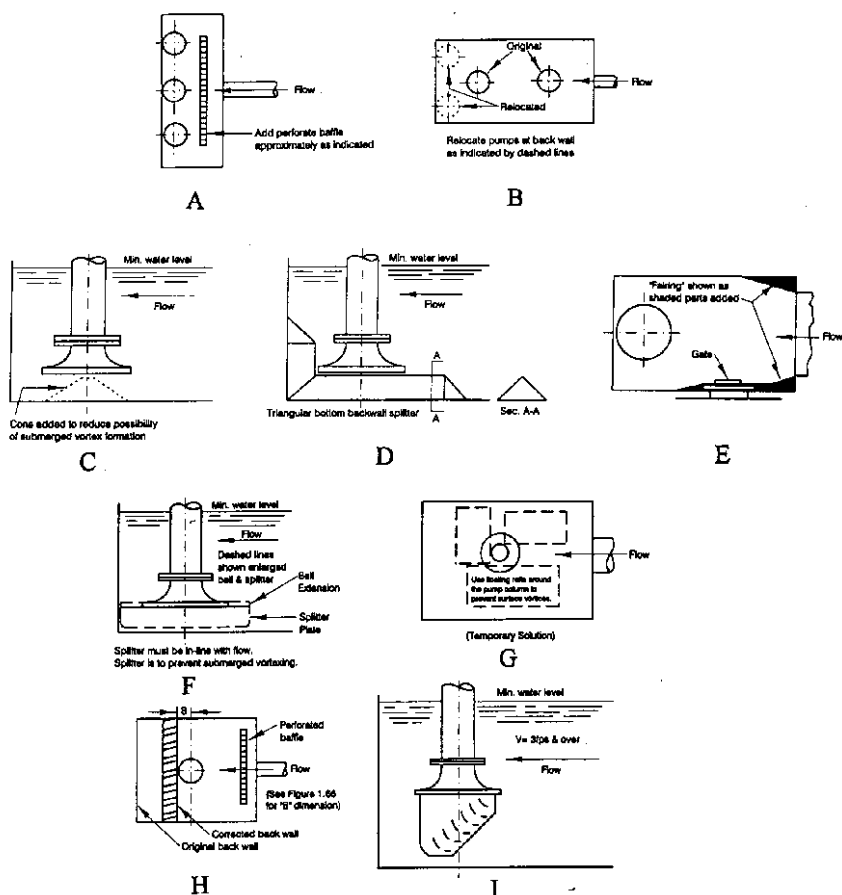 Flow
Add perforate baffle
approximately as indicated
A
Original
Flow
Relocated
Relocate pumps at back wall
as indicated by dashed lines
B
Min. water level
Flow
Cone added to reduce possibility
of submerged vortex formation
C
Min. water level
Flow
A
A
Triangular bottom backwall splitter
Sec. A-A
D
"Fairing" shown as
shaded parts added
Flow
Gate
E
Min. water level
Flow
Dashed lines
shown enlarged
bell & splitter
Bell
Extension
Splitter
Plate
Splitter must be in-line with flow.
Splitter is to prevent submerged vortexing.
F
Flow
Use floating rafts around
the pump column to
prevent surface vortices.
(Temporary Solution)
G
B
Perforated
baffle
Flow
(See Figure 1.66
for "B" dimension)
Corrected back wall
Original back wall
H
Min. water level
V= 3fps & over
Flow
I